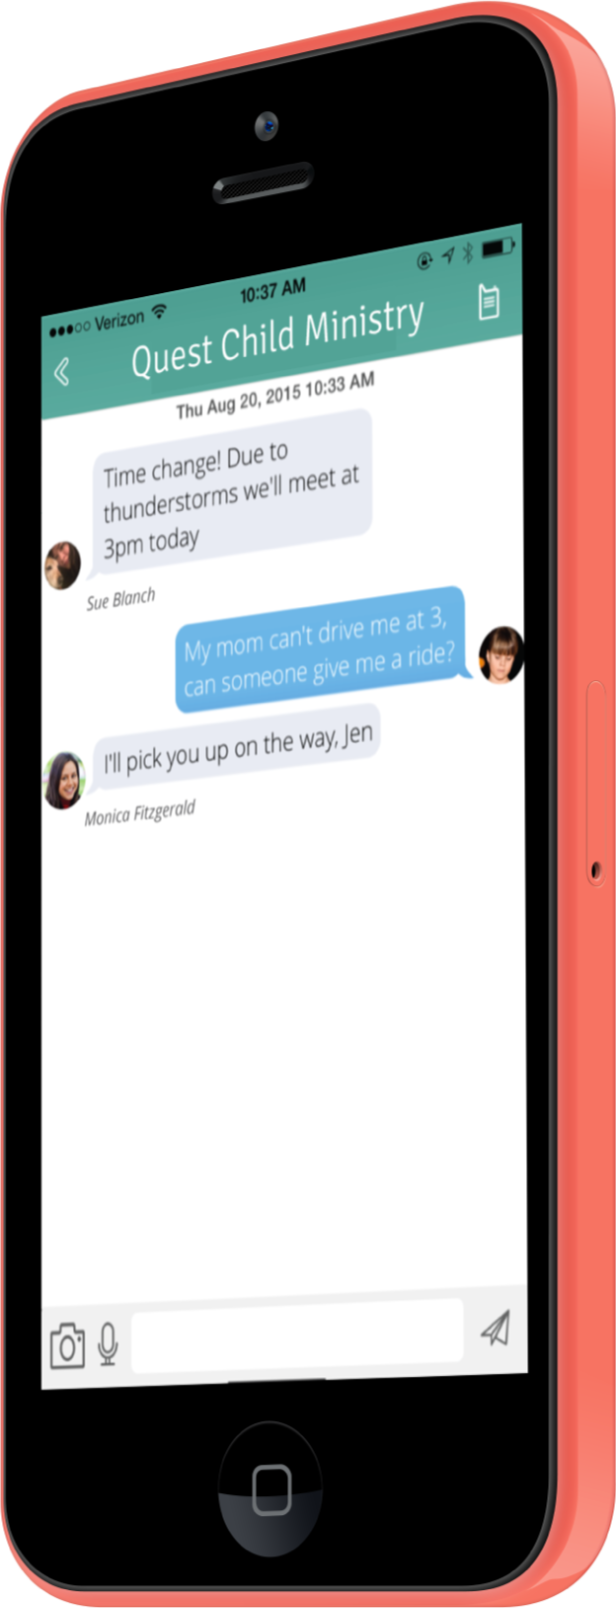 Verizon 10:37 AM
Quest Child Ministry
Thu Aug 20, 2015 10:33 AM
Time change! Due to
thunderstorms we'll meet at
3pm today
Sue Blanch
My mom can't drive me at 3,
can someone give me a ride?
I'll pick you up on the way, Jen
Monica Fitzgerald